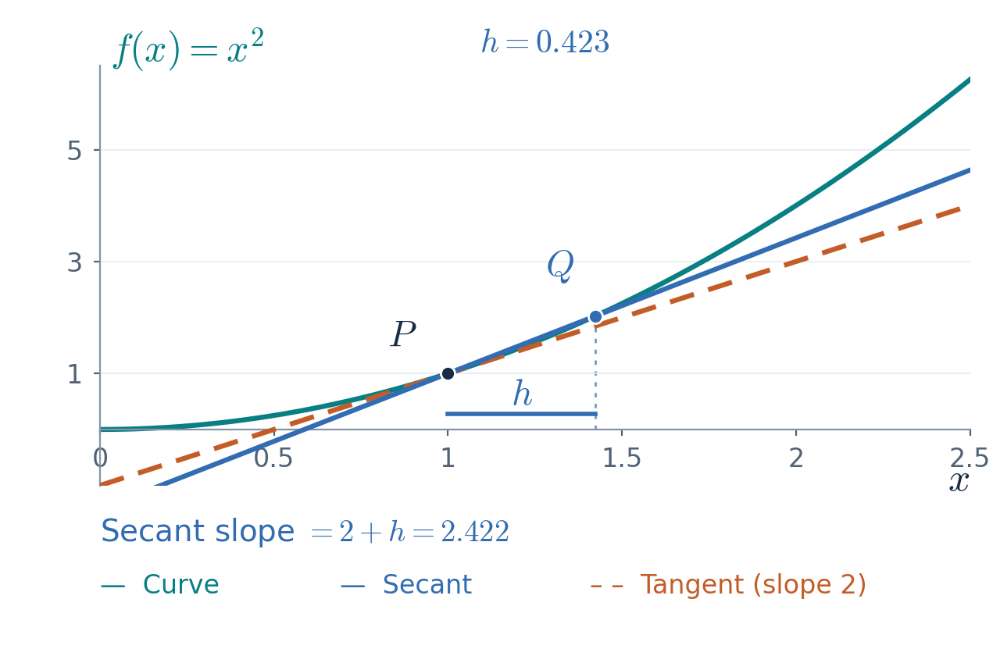 f(x) = x²
h = 0.423
5
3
1
Q
P
h
0 0.5 1 1.5 2 2.5
x
Secant slope = 2 + h = 2.422
— Curve — Secant – – Tangent (slope 2)